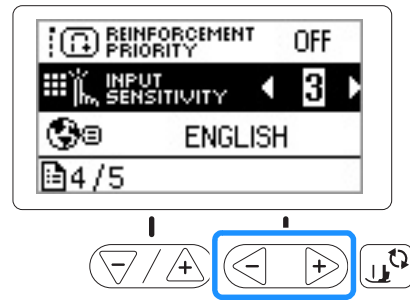 REINFORCEMENT
PRIORITY OFF
INPUT
SENSITIVITY 3
ENGLISH
4/5
- / +
- +